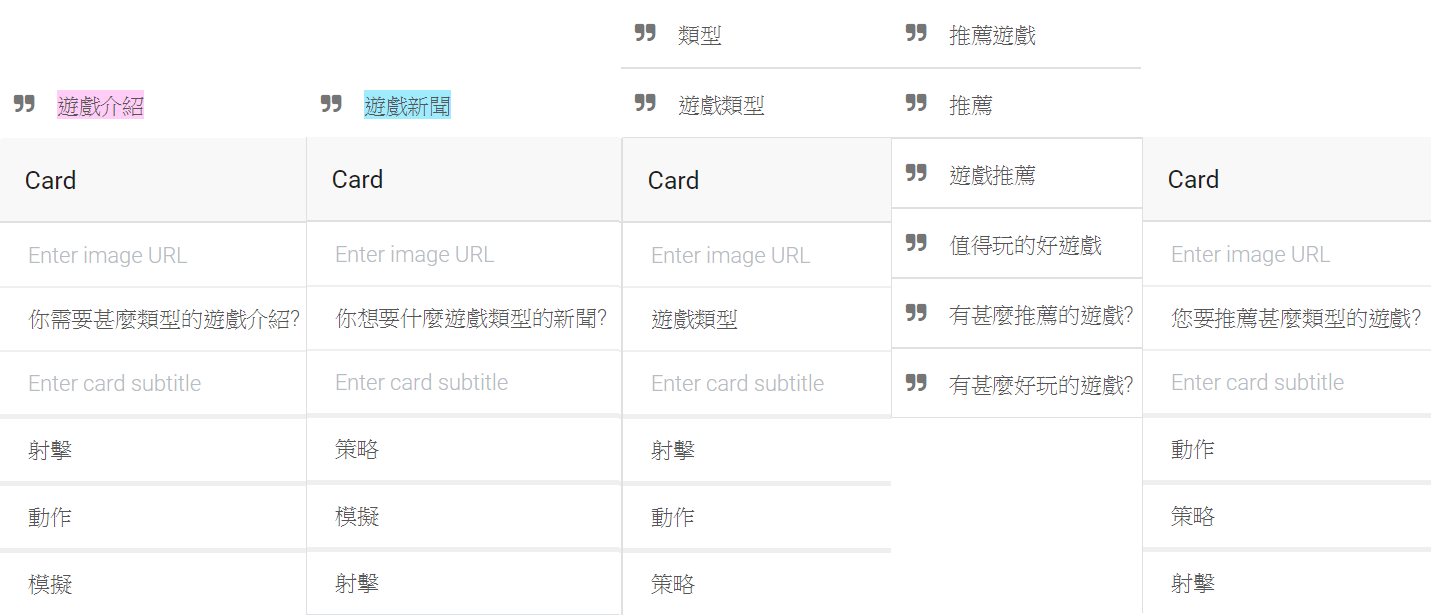 類型
遊戲類型
推薦遊戲
推薦
遊戲推薦
值得玩的好遊戲
有甚麼推薦的遊戲?
有甚麼好玩的遊戲?
遊戲介紹
Card
Enter image URL
你需要甚麼類型的遊戲介紹?
Enter card subtitle
射擊
動作
模擬
遊戲新聞
Card
Enter image URL
你想要什麼遊戲類型的新聞?
Enter card subtitle
策略
模擬
射擊
Card
Enter image URL
遊戲類型
Enter card subtitle
射擊
動作
策略
Card
Enter image URL
您要推薦甚麼類型的遊戲?
Enter card subtitle
動作
策略
射擊